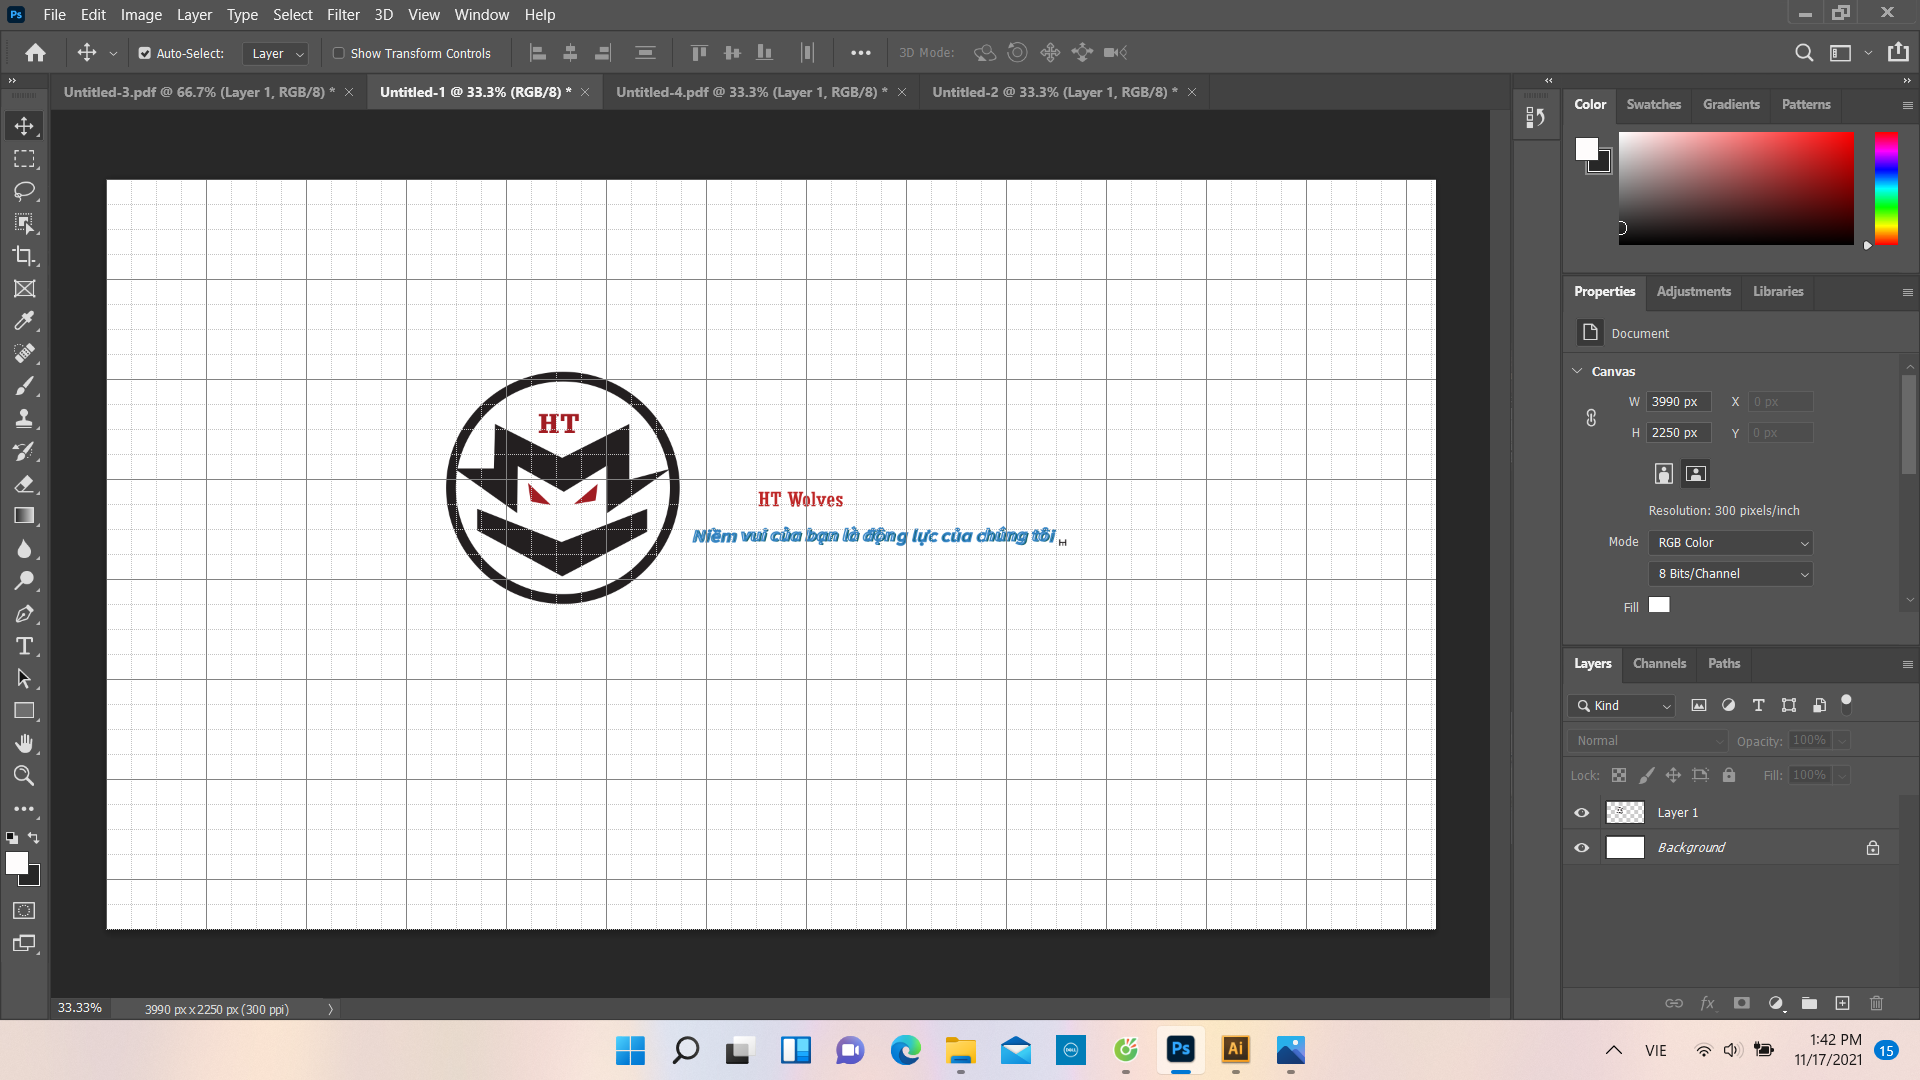 Ps File Edit Image Layer Type Select Filter 3D View Window Help
Auto-Select: Layer Show Transform Controls 3D Mode:
Untitled-3.pdf @ 66.7% (Layer 1, RGB/8) * Untitled-1 @ 33.3% (RGB/8) * Untitled-4.pdf @ 33.3% (Layer 1, RGB/8) * Untitled-2 @ 33.3% (Layer 1, RGB/8) *
Color Swatches Gradients Patterns
Properties Adjustments Libraries
Document
Canvas
W 3990 px X 0 px
H 2250 px Y 0 px
Resolution: 300 pixels/inch
Mode RGB Color
8 Bits/Channel
Fill
HT
HT Wolves
Niềm vui của bạn là động lực của chúng tôi
Layers Channels Paths
Kind
Normal Opacity: 100%
Lock: Fill: 100%
Layer 1
Background
fx
33.33% 3990 px x 2250 px (300 ppi)
DELL Ps Ai
VIE 1:42 PM
11/17/2021 15